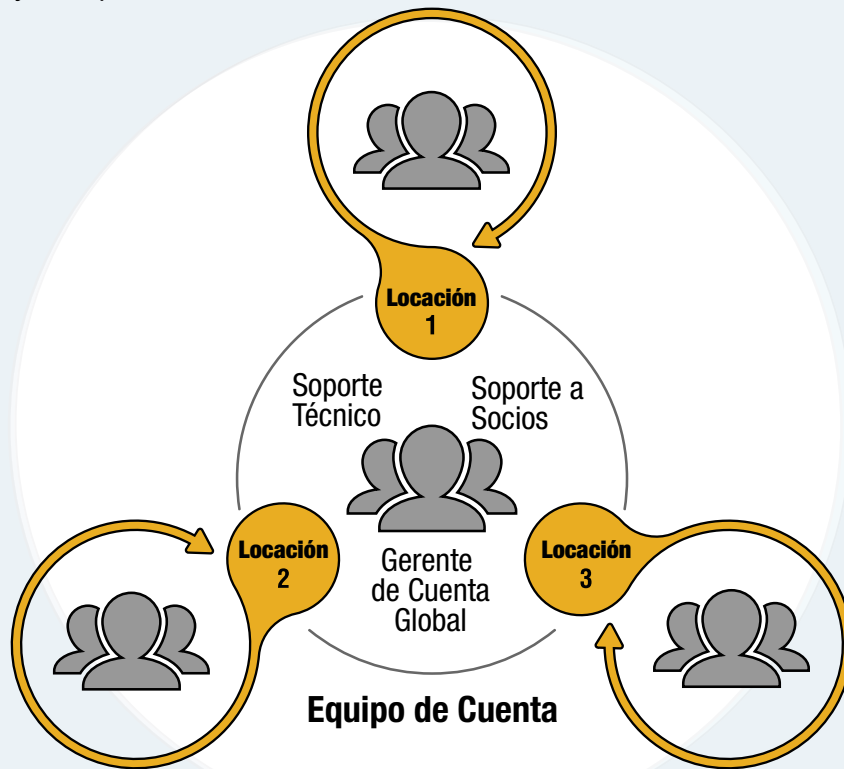 Locación
1
Soporte
Técnico
Soporte a
Socios
Locación
2
Locación
3
Gerente
de Cuenta
Global
Equipo de Cuenta